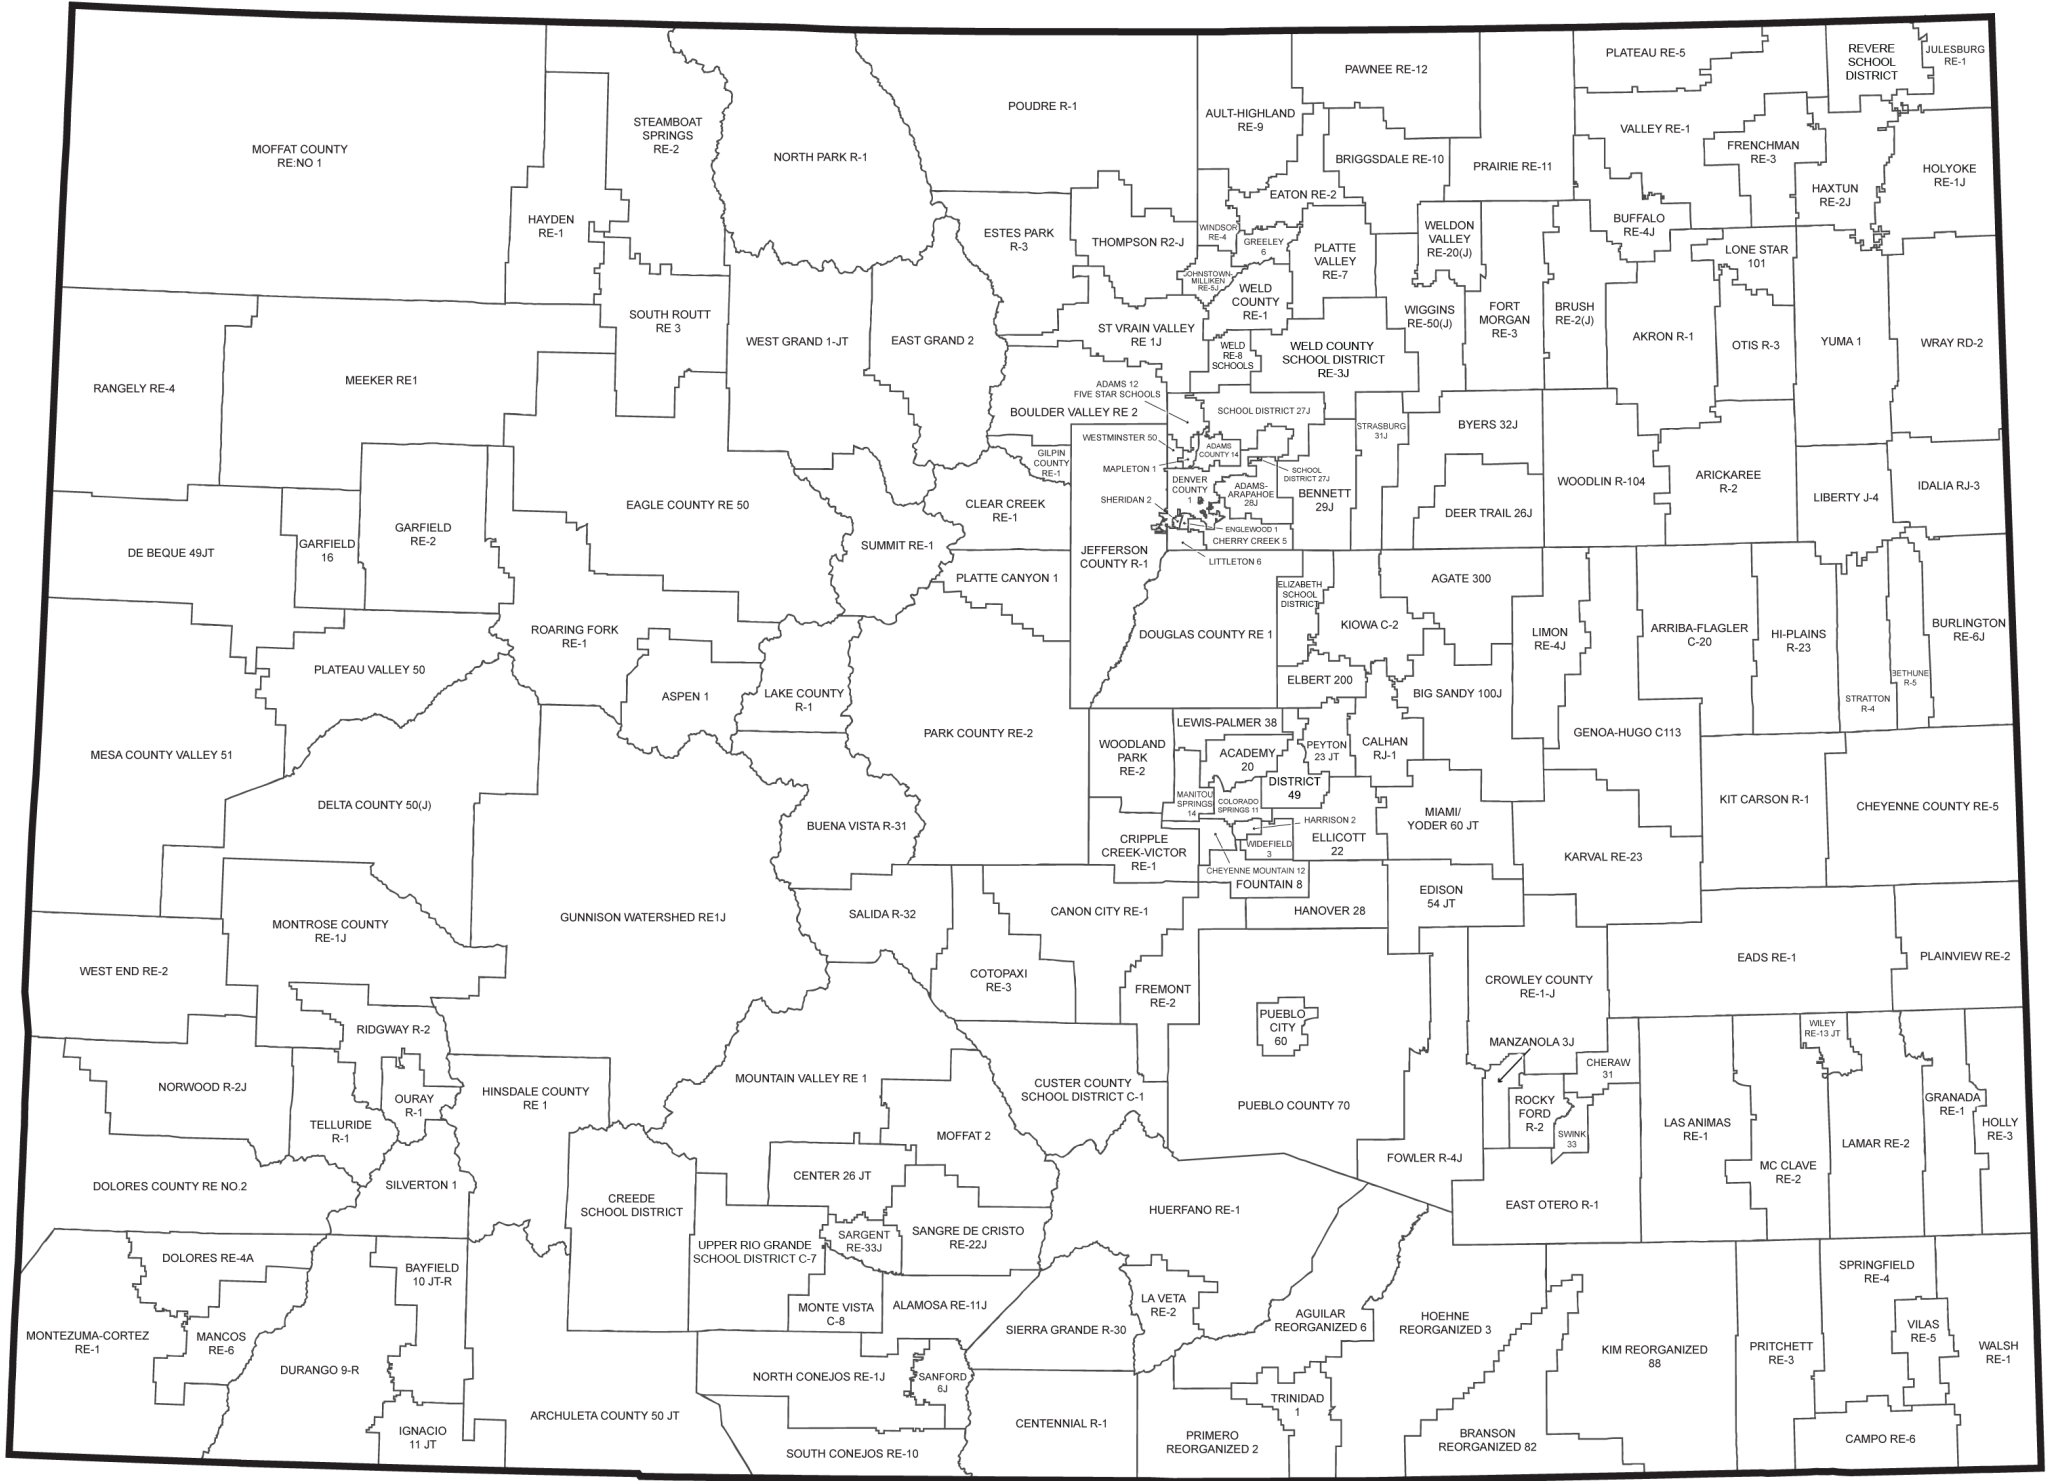 MOFFAT COUNTY
RE:NO 1
HAYDEN
RE-1
STEAMBOAT
SPRINGS
RE-2
NORTH PARK R-1
POUDRE R-1
AULT-HIGHLAND
RE-9
PAWNEE RE-12
BRIGGSDALE RE-10
PRAIRIE RE-11
PLATEAU RE-5
REVERE
SCHOOL
DISTRICT
JULESBURG
RE-1
VALLEY RE-1
FRENCHMAN
RE-3
HAXTUN
RE-2J
HOLYOKE
RE-1J
BUFFALO
RE-4J
LONE STAR
101
EATON RE-2
WINDSOR
RE-4
GREELEY
6
PLATTE
VALLEY
RE-7
WELDON
VALLEY
RE-20(J)
ESTES PARK
R-3
THOMPSON R2-J
JOHNSTOWN-
MILLIKEN
RE-5J
WELD
COUNTY
RE-1
WIGGINS
RE-50(J)
FORT
MORGAN
RE-3
BRUSH
RE-2(J)
AKRON R-1
OTIS R-3
YUMA 1
WRAY RD-2
RANGELY RE-4
MEEKER RE1
SOUTH ROUTT
RE 3
WEST GRAND 1-JT
EAST GRAND 2
ST VRAIN VALLEY
RE 1J
WELD
RE-8
SCHOOLS
WELD COUNTY
SCHOOL DISTRICT
RE-3J
ADAMS 12
FIVE STAR SCHOOLS
BOULDER VALLEY RE 2
SCHOOL DISTRICT 27J
STRASBURG
31J
BYERS 32J
WESTMINSTER 50
ADAMS
COUNTY 14
GILPIN
COUNTY
RE-1
MAPLETON 1
SCHOOL
DISTRICT 27J
DENVER
COUNTY
1
ADAMS-
ARAPAHOE
28J
BENNETT
29J
SHERIDAN 2
ENGLEWOOD 1
CHERRY CREEK 5
LITTLETON 6
DEER TRAIL 26J
WOODLIN R-104
ARICKAREE
R-2
LIBERTY J-4
IDALIA RJ-3
EAGLE COUNTY RE 50
CLEAR CREEK
RE-1
SUMMIT RE-1
JEFFERSON
COUNTY R-1
PLATTE CANYON 1
DE BEQUE 49JT
GARFIELD
16
GARFIELD
RE-2
ROARING FORK
RE-1
ASPEN 1
LAKE COUNTY
R-1
PLATEAU VALLEY 50
DOUGLAS COUNTY RE 1
ELIZABETH
SCHOOL
DISTRICT
KIOWA C-2
AGATE 300
ELBERT 200
BIG SANDY 100J
LIMON
RE-4J
ARRIBA-FLAGLER
C-20
HI-PLAINS
R-23
STRATTON
R-4
BETHUNE
R-5
BURLINGTON
RE-6J
MESA COUNTY VALLEY 51
DELTA COUNTY 50(J)
PARK COUNTY RE-2
WOODLAND
PARK
RE-2
LEWIS-PALMER 38
ACADEMY
20
PEYTON
23 JT
CALHAN
RJ-1
GENOA-HUGO C113
MANITOU
SPRINGS
14
COLORADO
SPRINGS 11
DISTRICT
49
HARRISON 2
WIDEFIELD
3
ELLICOTT
22
MIAMI/
YODER 60 JT
KIT CARSON R-1
CHEYENNE COUNTY RE-5
BUENA VISTA R-31
CRIPPLE
CREEK-VICTOR
RE-1
CHEYENNE MOUNTAIN 12
FOUNTAIN 8
KARVAL RE-23
EDISON
54 JT
HANOVER 28
MONTROSE COUNTY
RE-1J
GUNNISON WATERSHED RE1J
SALIDA R-32
CANON CITY RE-1
COTOPAXI
RE-3
FREMONT
RE-2
WEST END RE-2
CROWLEY COUNTY
RE-1-J
EADS RE-1
PLAINVIEW RE-2
PUEBLO
CITY
60
RIDGWAY R-2
MANZANOLA 3J
WILEY
RE-13 JT
CHERAW
31
NORWOOD R-2J
OURAY
R-1
TELLURIDE
R-1
HINSDALE COUNTY
RE 1
MOUNTAIN VALLEY RE 1
CUSTER COUNTY
SCHOOL DISTRICT C-1
PUEBLO COUNTY 70
ROCKY
FORD
R-2
SWINK
33
LAS ANIMAS
RE-1
MC CLAVE
RE-2
LAMAR RE-2
GRANADA
RE-1
HOLLY
RE-3
MOFFAT 2
FOWLER R-4J
EAST OTERO R-1
DOLORES COUNTY RE NO.2
SILVERTON 1
CREEDE
SCHOOL DISTRICT
CENTER 26 JT
SARGENT
RE-33J
SANGRE DE CRISTO
RE-22J
UPPER RIO GRANDE
SCHOOL DISTRICT C-7
HUERFANO RE-1
DOLORES RE-4A
BAYFIELD
10 JT-R
MONTE VISTA
C-8
ALAMOSA RE-11J
SIERRA GRANDE R-30
LA VETA
RE-2
AGUILAR
REORGANIZED 6
HOEHNE
REORGANIZED 3
KIM REORGANIZED
88
PRITCHETT
RE-3
SPRINGFIELD
RE-4
VILAS
RE-5
WALSH
RE-1
MONTEZUMA-CORTEZ
RE-1
MANCOS
RE-6
DURANGO 9-R
IGNACIO
11 JT
ARCHULETA COUNTY 50 JT
NORTH CONEJOS RE-1J
SANFORD
6J
SOUTH CONEJOS RE-10
CENTENNIAL R-1
PRIMERO
REORGANIZED 2
TRINIDAD
1
BRANSON
REORGANIZED 82
CAMPO RE-6